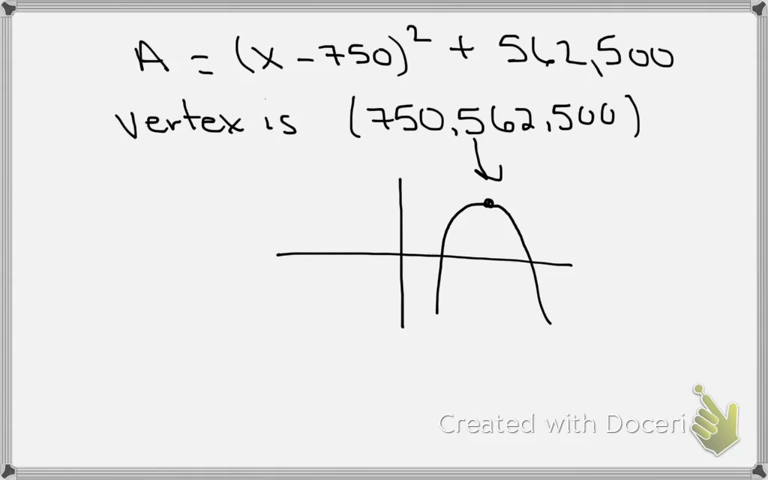 A = (x - 750)² + 562,500
vertex is (750, 562,500)
Created with Doceri